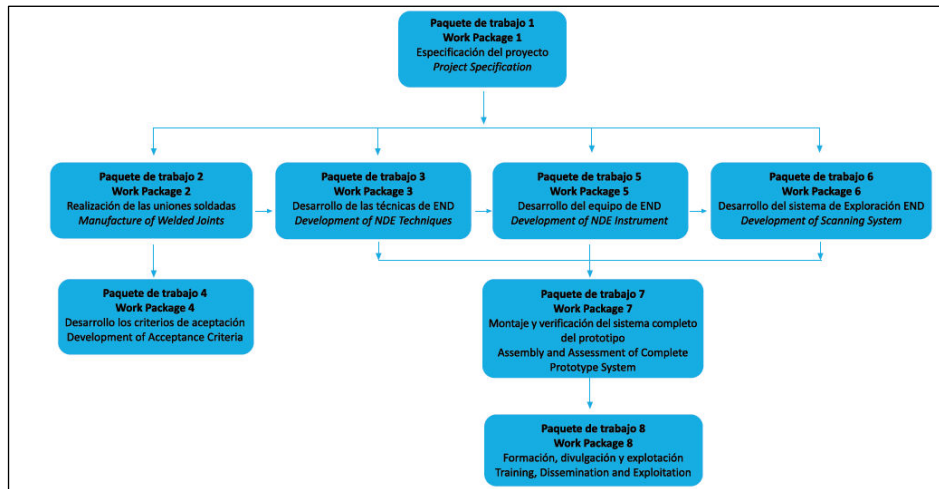 Paquete de trabajo 1
Work Package 1
Especificación del proyecto
Project Specification
Paquete de trabajo 2
Work Package 2
Realización de las uniones soldadas
Manufacture of Welded Joints
Paquete de trabajo 3
Work Package 3
Desarrollo de las técnicas de END
Development of NDE Techniques
Paquete de trabajo 5
Work Package 5
Desarrollo del equipo de END
Development of NDE Instrument
Paquete de trabajo 6
Work Package 6
Desarrollo del sistema de Exploración END
Development of Scanning System
Paquete de trabajo 4
Work Package 4
Desarrollo los criterios de aceptación
Development of Acceptance Criteria
Paquete de trabajo 7
Work Package 7
Montaje y verificación del sistema completo
del prototipo
Assembly and Assessment of Complete
Prototype System
Paquete de trabajo 8
Work Package 8
Formación, divulgación y explotación
Training, Dissemination and Exploitation